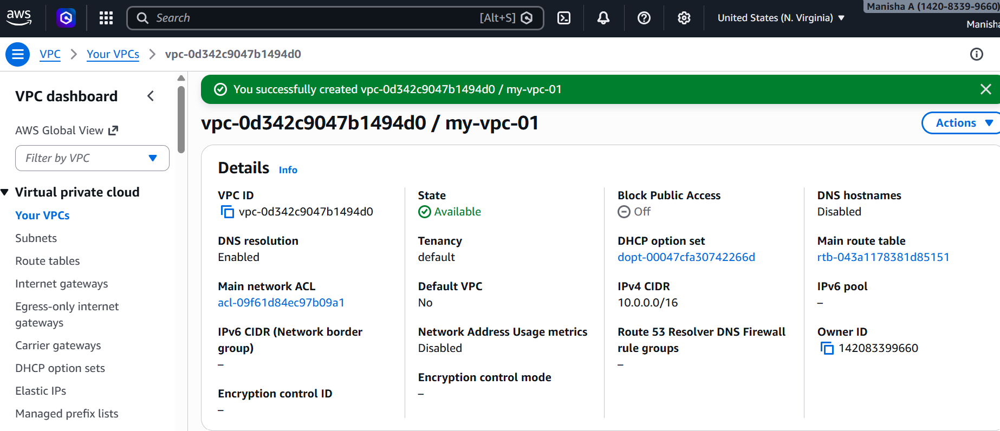 aws
Search
[Alt+S]
United States (N. Virginia)
Manisha A (1420-8339-9660)
Manisha
VPC
Your VPCs
vpc-0d342c9047b1494d0
VPC dashboard
AWS Global View
Filter by VPC
Virtual private cloud
Your VPCs
Subnets
Route tables
Internet gateways
Egress-only internet
gateways
Carrier gateways
DHCP option sets
Elastic IPs
Managed prefix lists
You successfully created vpc-0d342c9047b1494d0 / my-vpc-01
vpc-0d342c9047b1494d0 / my-vpc-01
Actions
Details Info
VPC ID
vpc-0d342c9047b1494d0
State
Available
Block Public Access
Off
DNS hostnames
Disabled
DNS resolution
Enabled
Tenancy
default
DHCP option set
dopt-00047cfa30742266d
Main route table
rtb-043a1178381d85151
Main network ACL
acl-09f61d84ec97b09a1
Default VPC
No
IPv4 CIDR
10.0.0.0/16
IPv6 pool
–
IPv6 CIDR (Network border
group)
–
Network Address Usage metrics
Disabled
Route 53 Resolver DNS Firewall
rule groups
–
Owner ID
142083399660
Encryption control ID
–
Encryption control mode
–